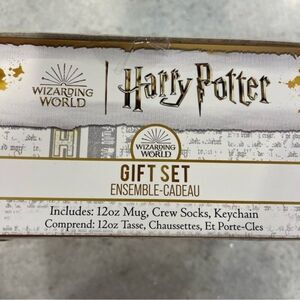 WIZARDING
WORLD
Harry Potter
WIZARDING
WORLD
GIFT SET
ENSEMBLE-CADEAU
Includes: 12oz Mug, Crew Socks, Keychain
Comprend: 12oz Tasse, Chaussettes, Et Porte-Cles